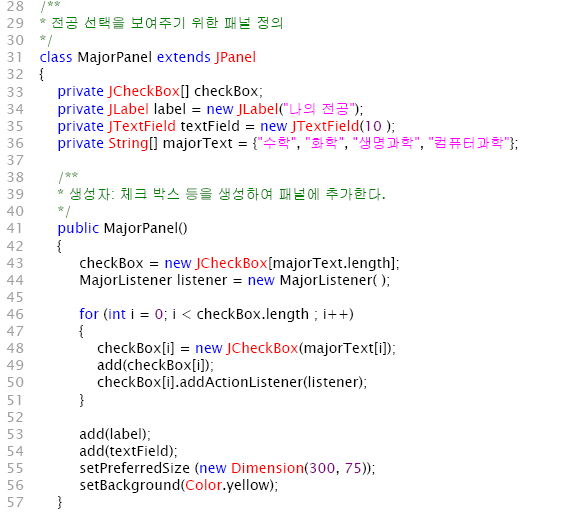 28 /**
29 * 전공 선택을 보여주기 위한 패널 정의
30 */
31 class MajorPanel extends JPanel
32 {
33 private JCheckBox[] checkBox;
34 private JLabel label = new JLabel("나의 전공");
35 private JTextField textField = new JTextField(10 );
36 private String[] majorText = {"수학", "화학", "생명과학", "컴퓨터과학"};
37
38 /**
39 * 생성자: 체크 박스 등을 생성하여 패널에 추가한다.
40 */
41 public MajorPanel()
42 {
43 checkBox = new JCheckBox[majorText.length];
44 MajorListener listener = new MajorListener( );
45
46 for (int i = 0; i < checkBox.length ; i++)
47 {
48 checkBox[i] = new JCheckBox(majorText[i]);
49 add(checkBox[i]);
50 checkBox[i].addActionListener(listener);
51 }
52
53 add(label);
54 add(textField);
55 setPreferredSize (new Dimension(300, 75));
56 setBackground(Color.yellow);
57 }